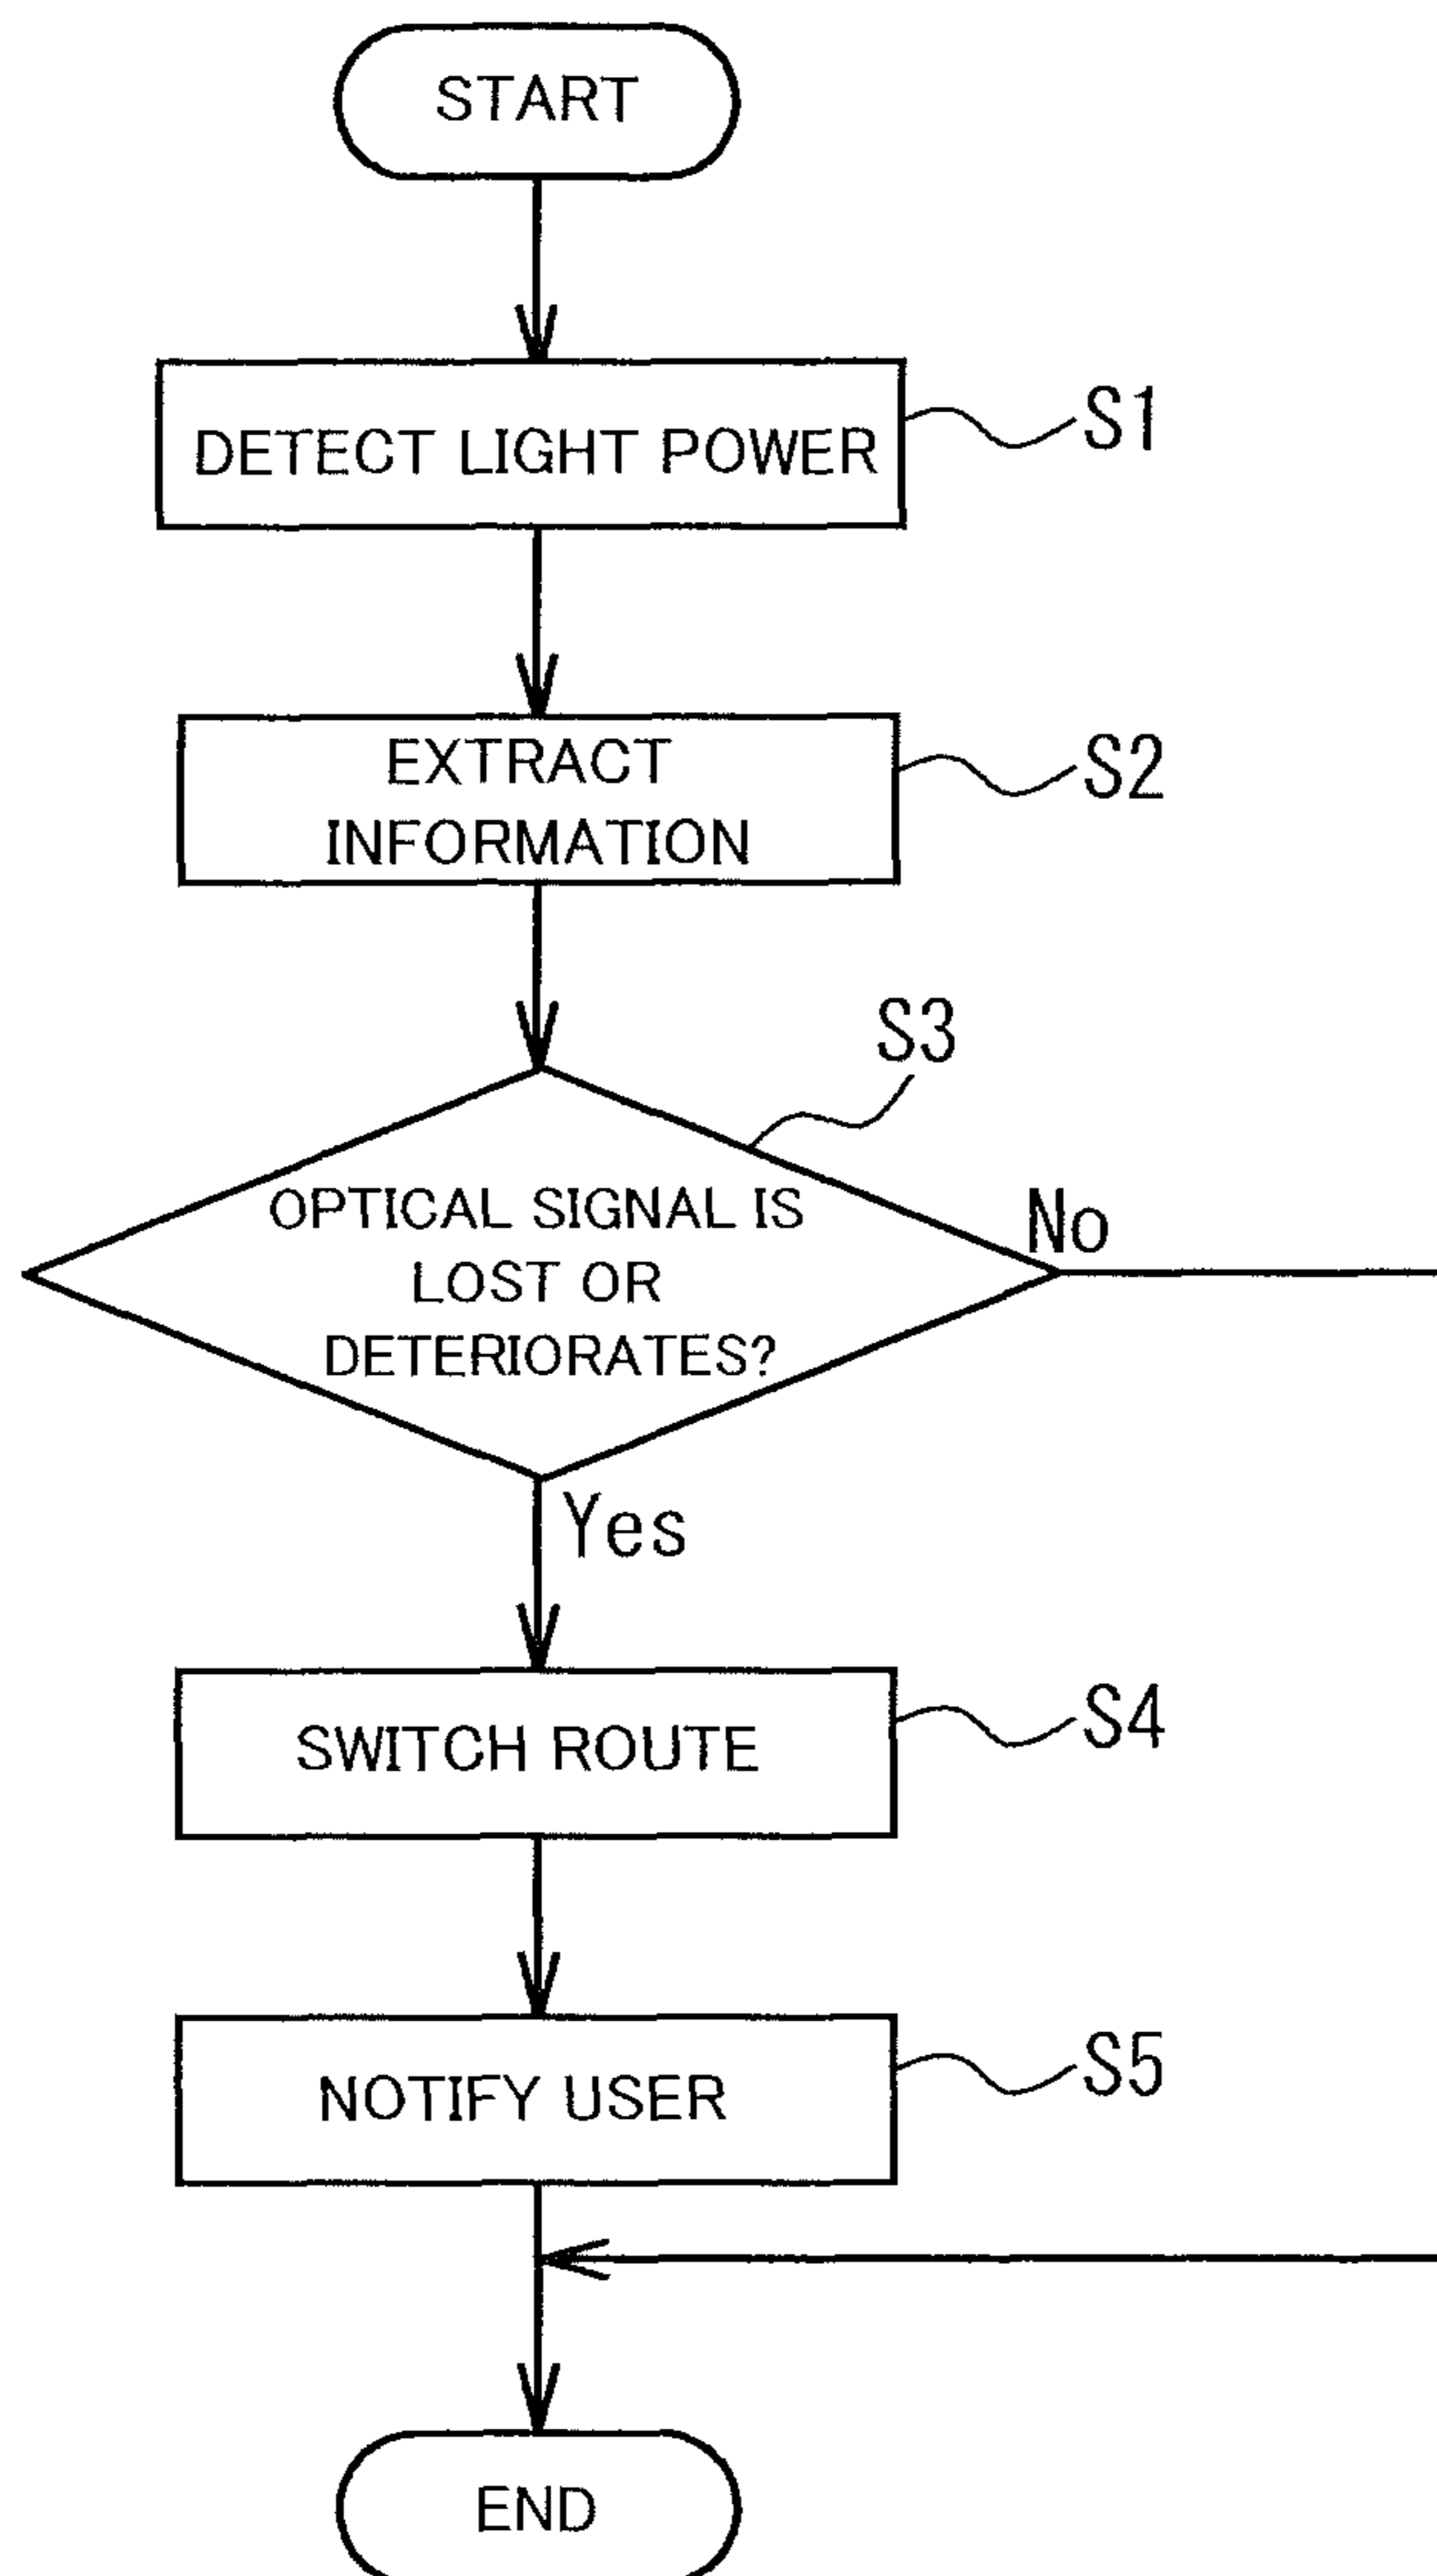 START
DETECT LIGHT POWER
S1
EXTRACT
INFORMATION
S2
S3
OPTICAL SIGNAL IS
LOST OR
DETERIORATES?
No
Yes
SWITCH ROUTE
S4
NOTIFY USER
S5
END